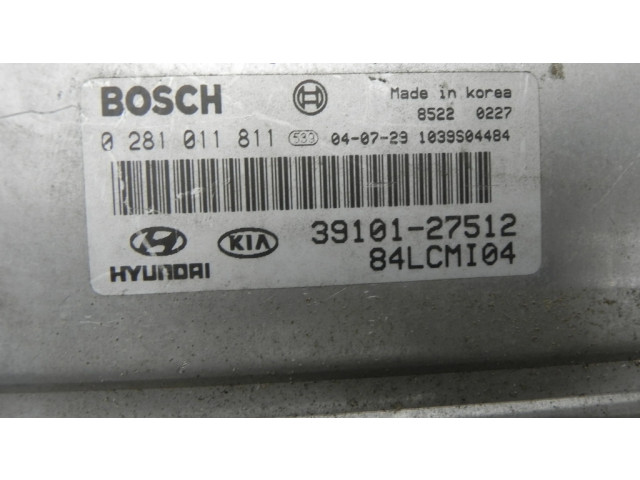 BOSCH
Made in korea
8522 0227
0 281 011 811 533 04-07-29 1039S04484
HYUNDAI
KIA
39101-27512
84LCMI04